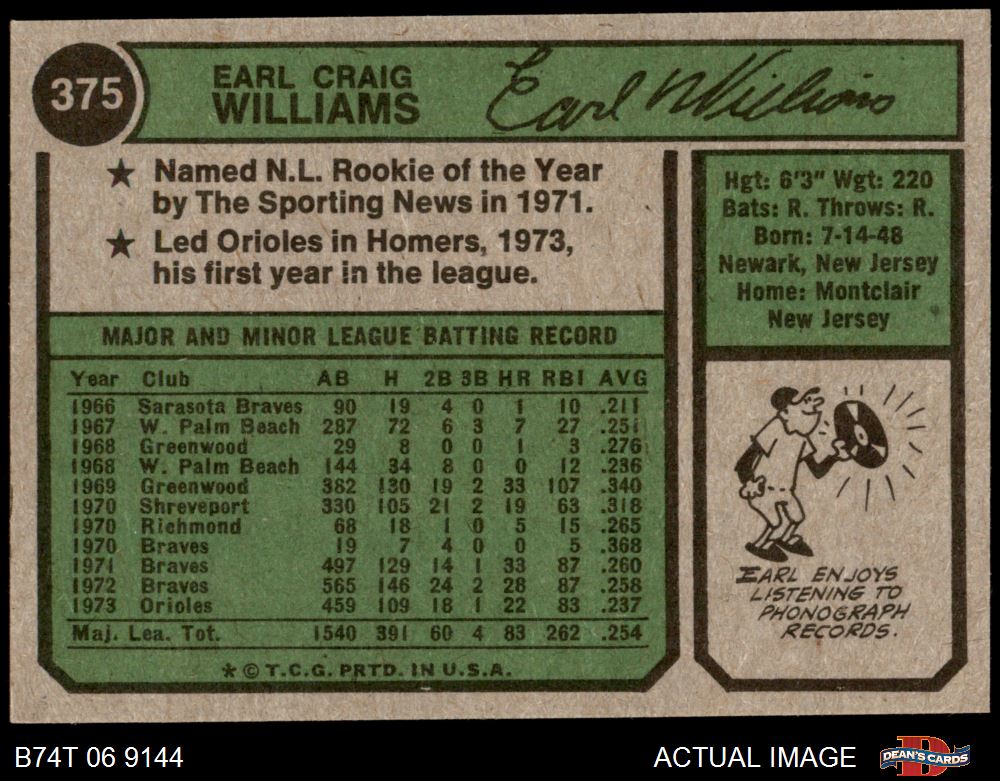 375
EARL CRAIG
WILLIAMS
Earl Williams
★ Named N.L. Rookie of the Year
by The Sporting News in 1971.
★ Led Orioles in Homers, 1973,
his first year in the league.
Hgt: 6'3" Wgt: 220
Bats: R. Throws: R.
Born: 7-14-48
Newark, New Jersey
Home: Montclair
New Jersey
MAJOR AND MINOR LEAGUE BATTING RECORD
Year Club AB H 2B 3B HR RBI AVG
1966 Sarasota Braves 90 19 4 0 1 10 .211
1967 W. Palm Beach 287 72 6 3 7 27 .251
1968 Greenwood 29 8 0 0 1 3 .276
1968 W. Palm Beach 144 34 8 0 0 12 .236
1969 Greenwood 382 130 19 2 33 107 .340
1970 Shreveport 330 105 21 2 19 63 .318
1970 Richmond 68 18 1 0 5 15 .265
1970 Braves 19 7 4 0 0 5 .368
1971 Braves 497 129 14 1 33 87 .260
1972 Braves 565 146 24 2 28 87 .258
1973 Orioles 459 109 18 1 22 83 .237
Maj. Lea. Tot. 1540 391 60 4 83 262 .254
* © T.C.G. PRTD. IN U.S.A.
EARL ENJOYS
LISTENING TO
PHONOGRAPH
RECORDS.
B74T 06 9144
ACTUAL IMAGE
DEAN'S CARDS